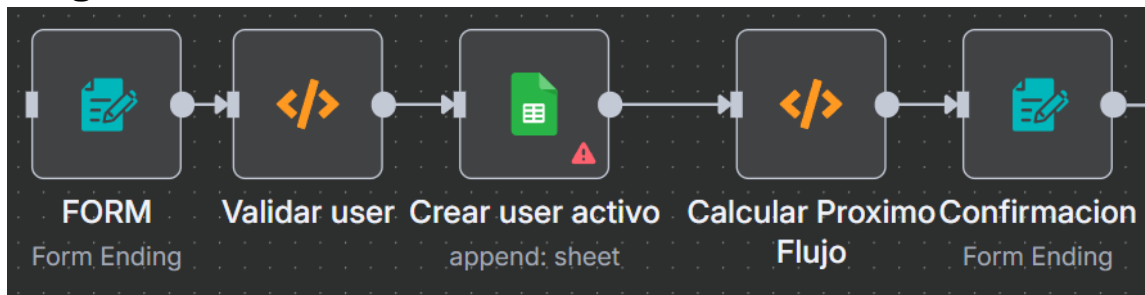 FORM
Form Ending
Validar user
Crear user activo
append: sheet
Calcular Proximo
Flujo
Confirmacion
Form Ending